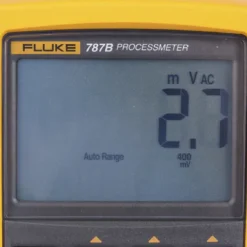 FLUKE 787B PROCESSMETER
m V AC
2.7
Auto Range 400
mV